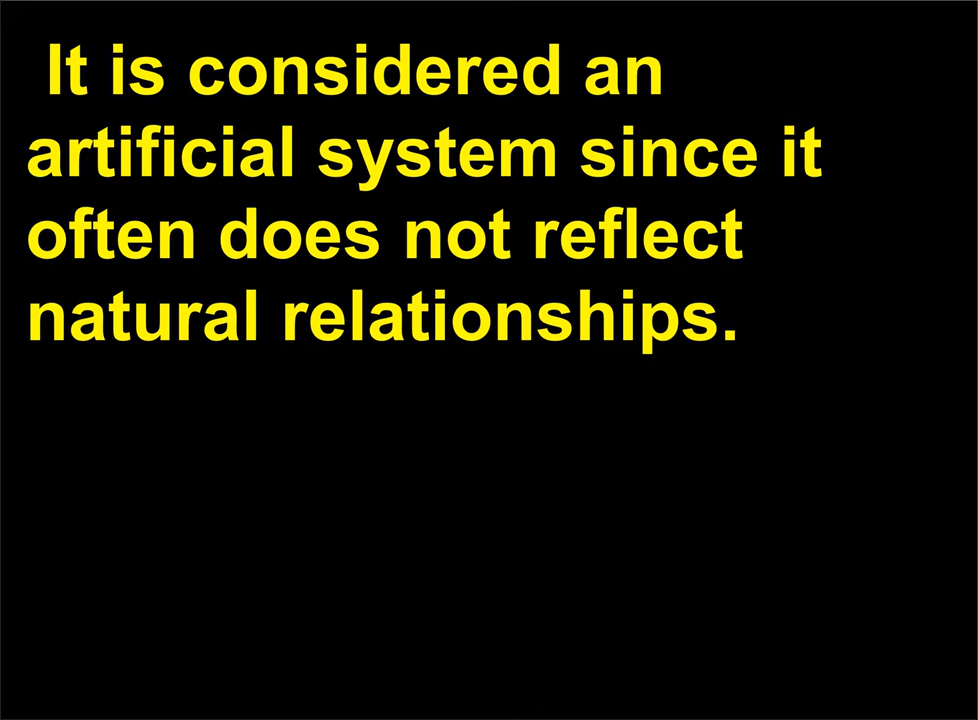 It is considered an
artificial system since it
often does not reflect
natural relationships.